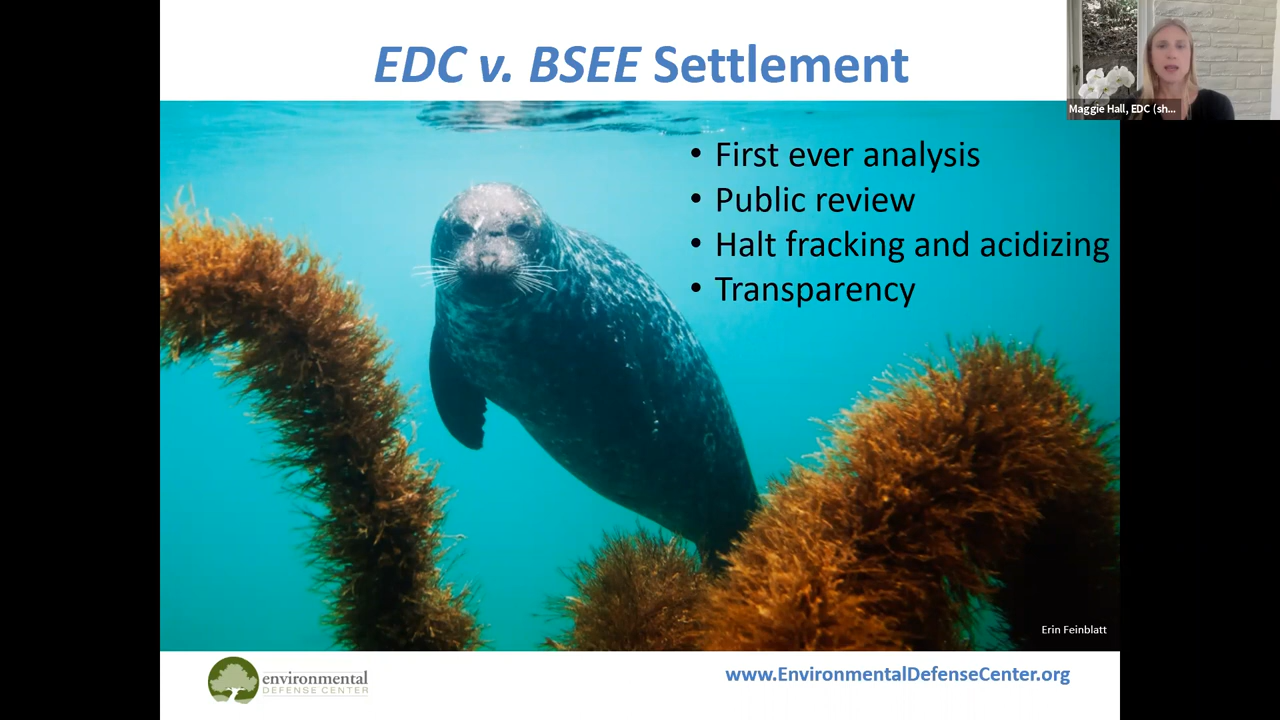 EDC v. BSEE Settlement
Maggie Hall, EDC (sh...
• First ever analysis
• Public review
• Halt fracking and acidizing
• Transparency
Erin Feinblatt
environmental
DEFENSE CENTER
www.EnvironmentalDefenseCenter.org